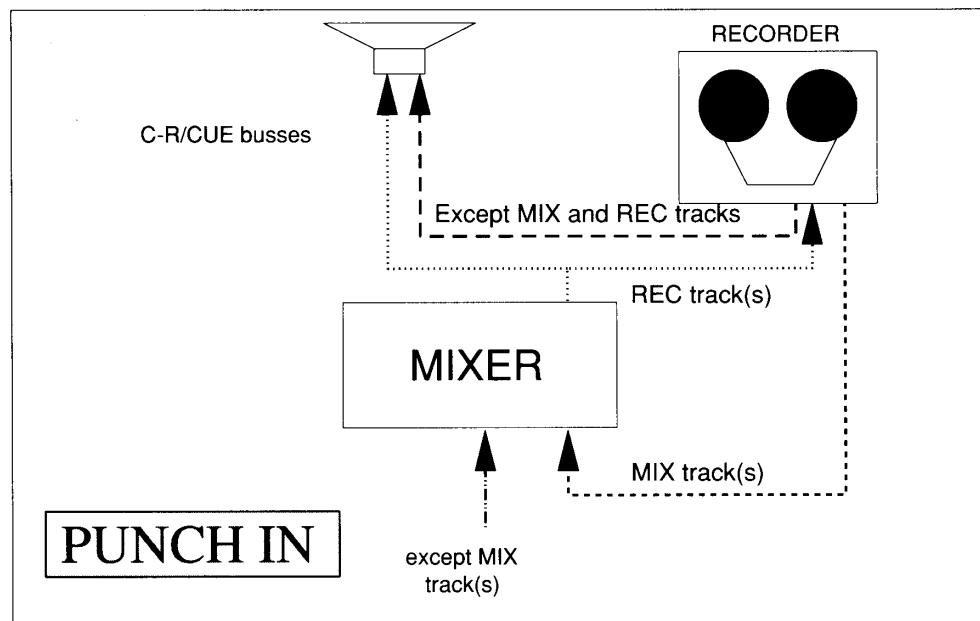 RECORDER
C-R/CUE busses
Except MIX and REC tracks
REC track(s)
MIXER
MIX track(s)
PUNCH IN
except MIX
track(s)